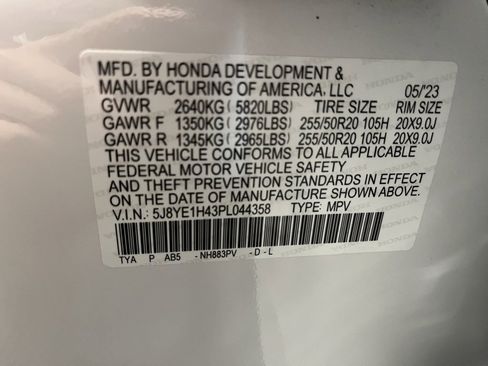 MFD. BY HONDA DEVELOPMENT &
MANUFACTURING OF AMERICA, LLC 05/'23
GVWR 2640KG(5820LBS) TIRE SIZE RIM SIZE
GAWR F 1350KG(2976LBS) 255/50R20 105H 20X9.0J
GAWR R 1345KG(2965LBS) 255/50R20 105H 20X9.0J
THIS VEHICLE CONFORMS TO ALL APPLICABLE
FEDERAL MOTOR VEHICLE SAFETY
AND THEFT PREVENTION STANDARDS IN EFFECT
ON THE DATE OF MANUFACTURE SHOWN ABOVE.
V.I.N.: 5J8YE1H43PL044358 TYPE: MPV
TYA P AB5 -NH883PV -D-L